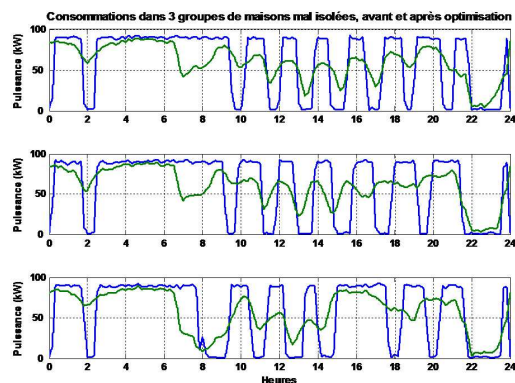 Consommations dans 3 groupes de maisons mal isolées, avant et après optimisation
Puissance (kW)
100
50
0
0 2 4 6 8 10 12 14 16 18 20 22 24
Puissance (kW)
100
50
0
0 2 4 6 8 10 12 14 16 18 20 22 24
Puissance (kW)
100
50
0
0 2 4 6 8 10 12 14 16 18 20 22 24
Heures